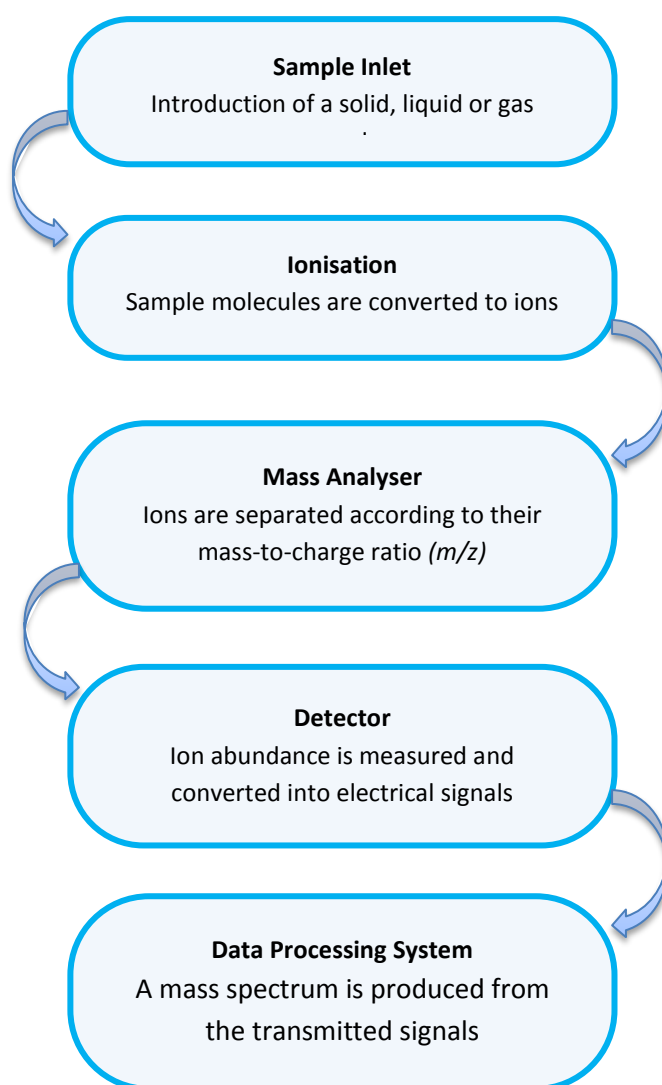 Sample Inlet
Introduction of a solid, liquid or gas
.
Ionisation
Sample molecules are converted to ions
Mass Analyser
Ions are separated according to their
mass-to-charge ratio (m/z)
Detector
Ion abundance is measured and
converted into electrical signals
Data Processing System
A mass spectrum is produced from
the transmitted signals